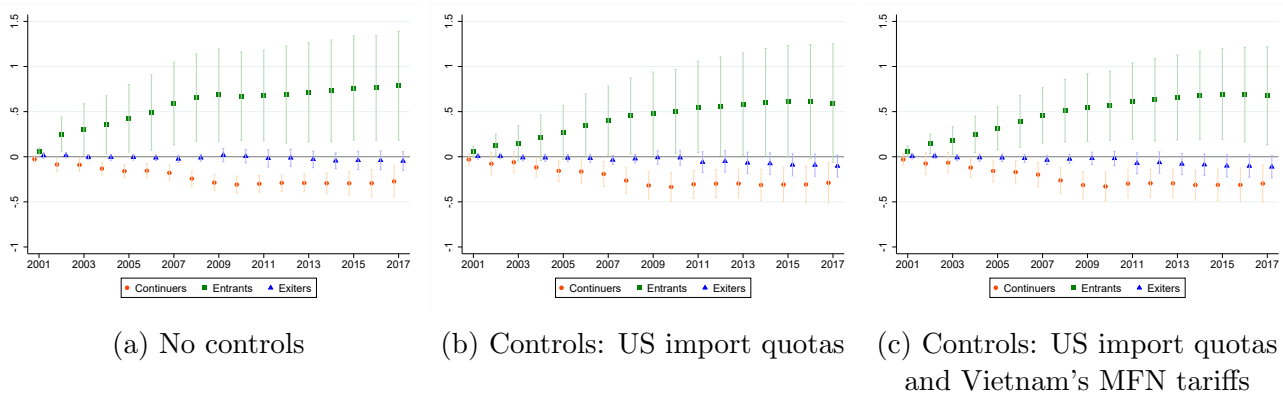 1.5
1
.5
0
-.5
-1
2001 2003 2005 2007 2009 2011 2013 2015 2017
Continuers Entrants Exiters
(a) No controls
1.5
1
.5
0
-.5
-1
2001 2003 2005 2007 2009 2011 2013 2015 2017
Continuers Entrants Exiters
(b) Controls: US import quotas
1.5
1
.5
0
-.5
-1
2001 2003 2005 2007 2009 2011 2013 2015 2017
Continuers Entrants Exiters
(c) Controls: US import quotas
and Vietnam's MFN tariffs